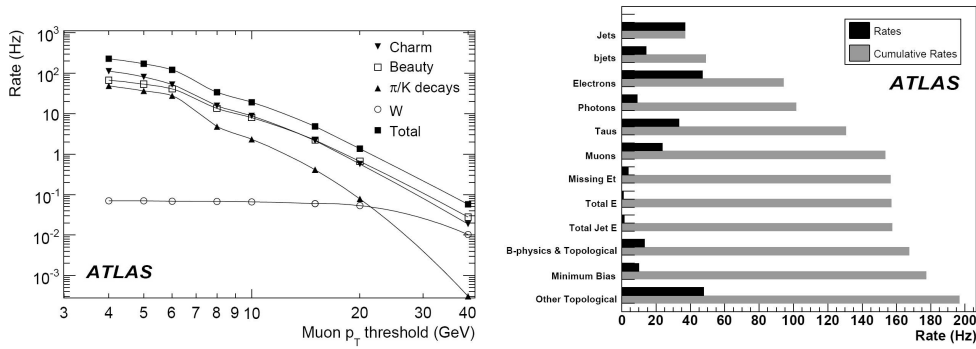 Rate (Hz)
10³
10²
10
1
10⁻¹
10⁻²
10⁻³
Charm
Beauty
π/K decays
W
Total
ATLAS
3 4 5 6 7 8 9 10 20 30 40
Muon p_T threshold (GeV)
Jets
bjets
Electrons
Photons
Taus
Muons
Missing Et
Total E
Total Jet E
B-physics & Topological
Minimum Bias
Other Topological
Rates
Cumulative Rates
ATLAS
0 20 40 60 80 100 120 140 160 180 200
Rate (Hz)